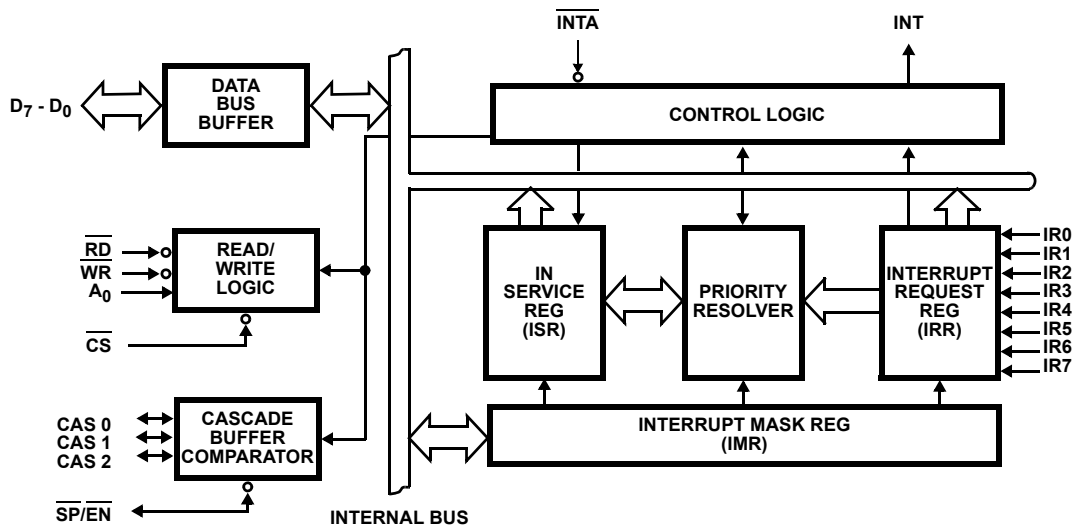 INTA
INT
DATA
BUS
BUFFER
D7 - D0
CONTROL LOGIC
RD
WR
A0
READ/
WRITE
LOGIC
CS
IN
SERVICE
REG
(ISR)
PRIORITY
RESOLVER
INTERRUPT
REQUEST
REG
(IRR)
IR0
IR1
IR2
IR3
IR4
IR5
IR6
IR7
CAS 0
CAS 1
CAS 2
CASCADE
BUFFER
COMPARATOR
INTERRUPT MASK REG
(IMR)
SP/EN
INTERNAL BUS